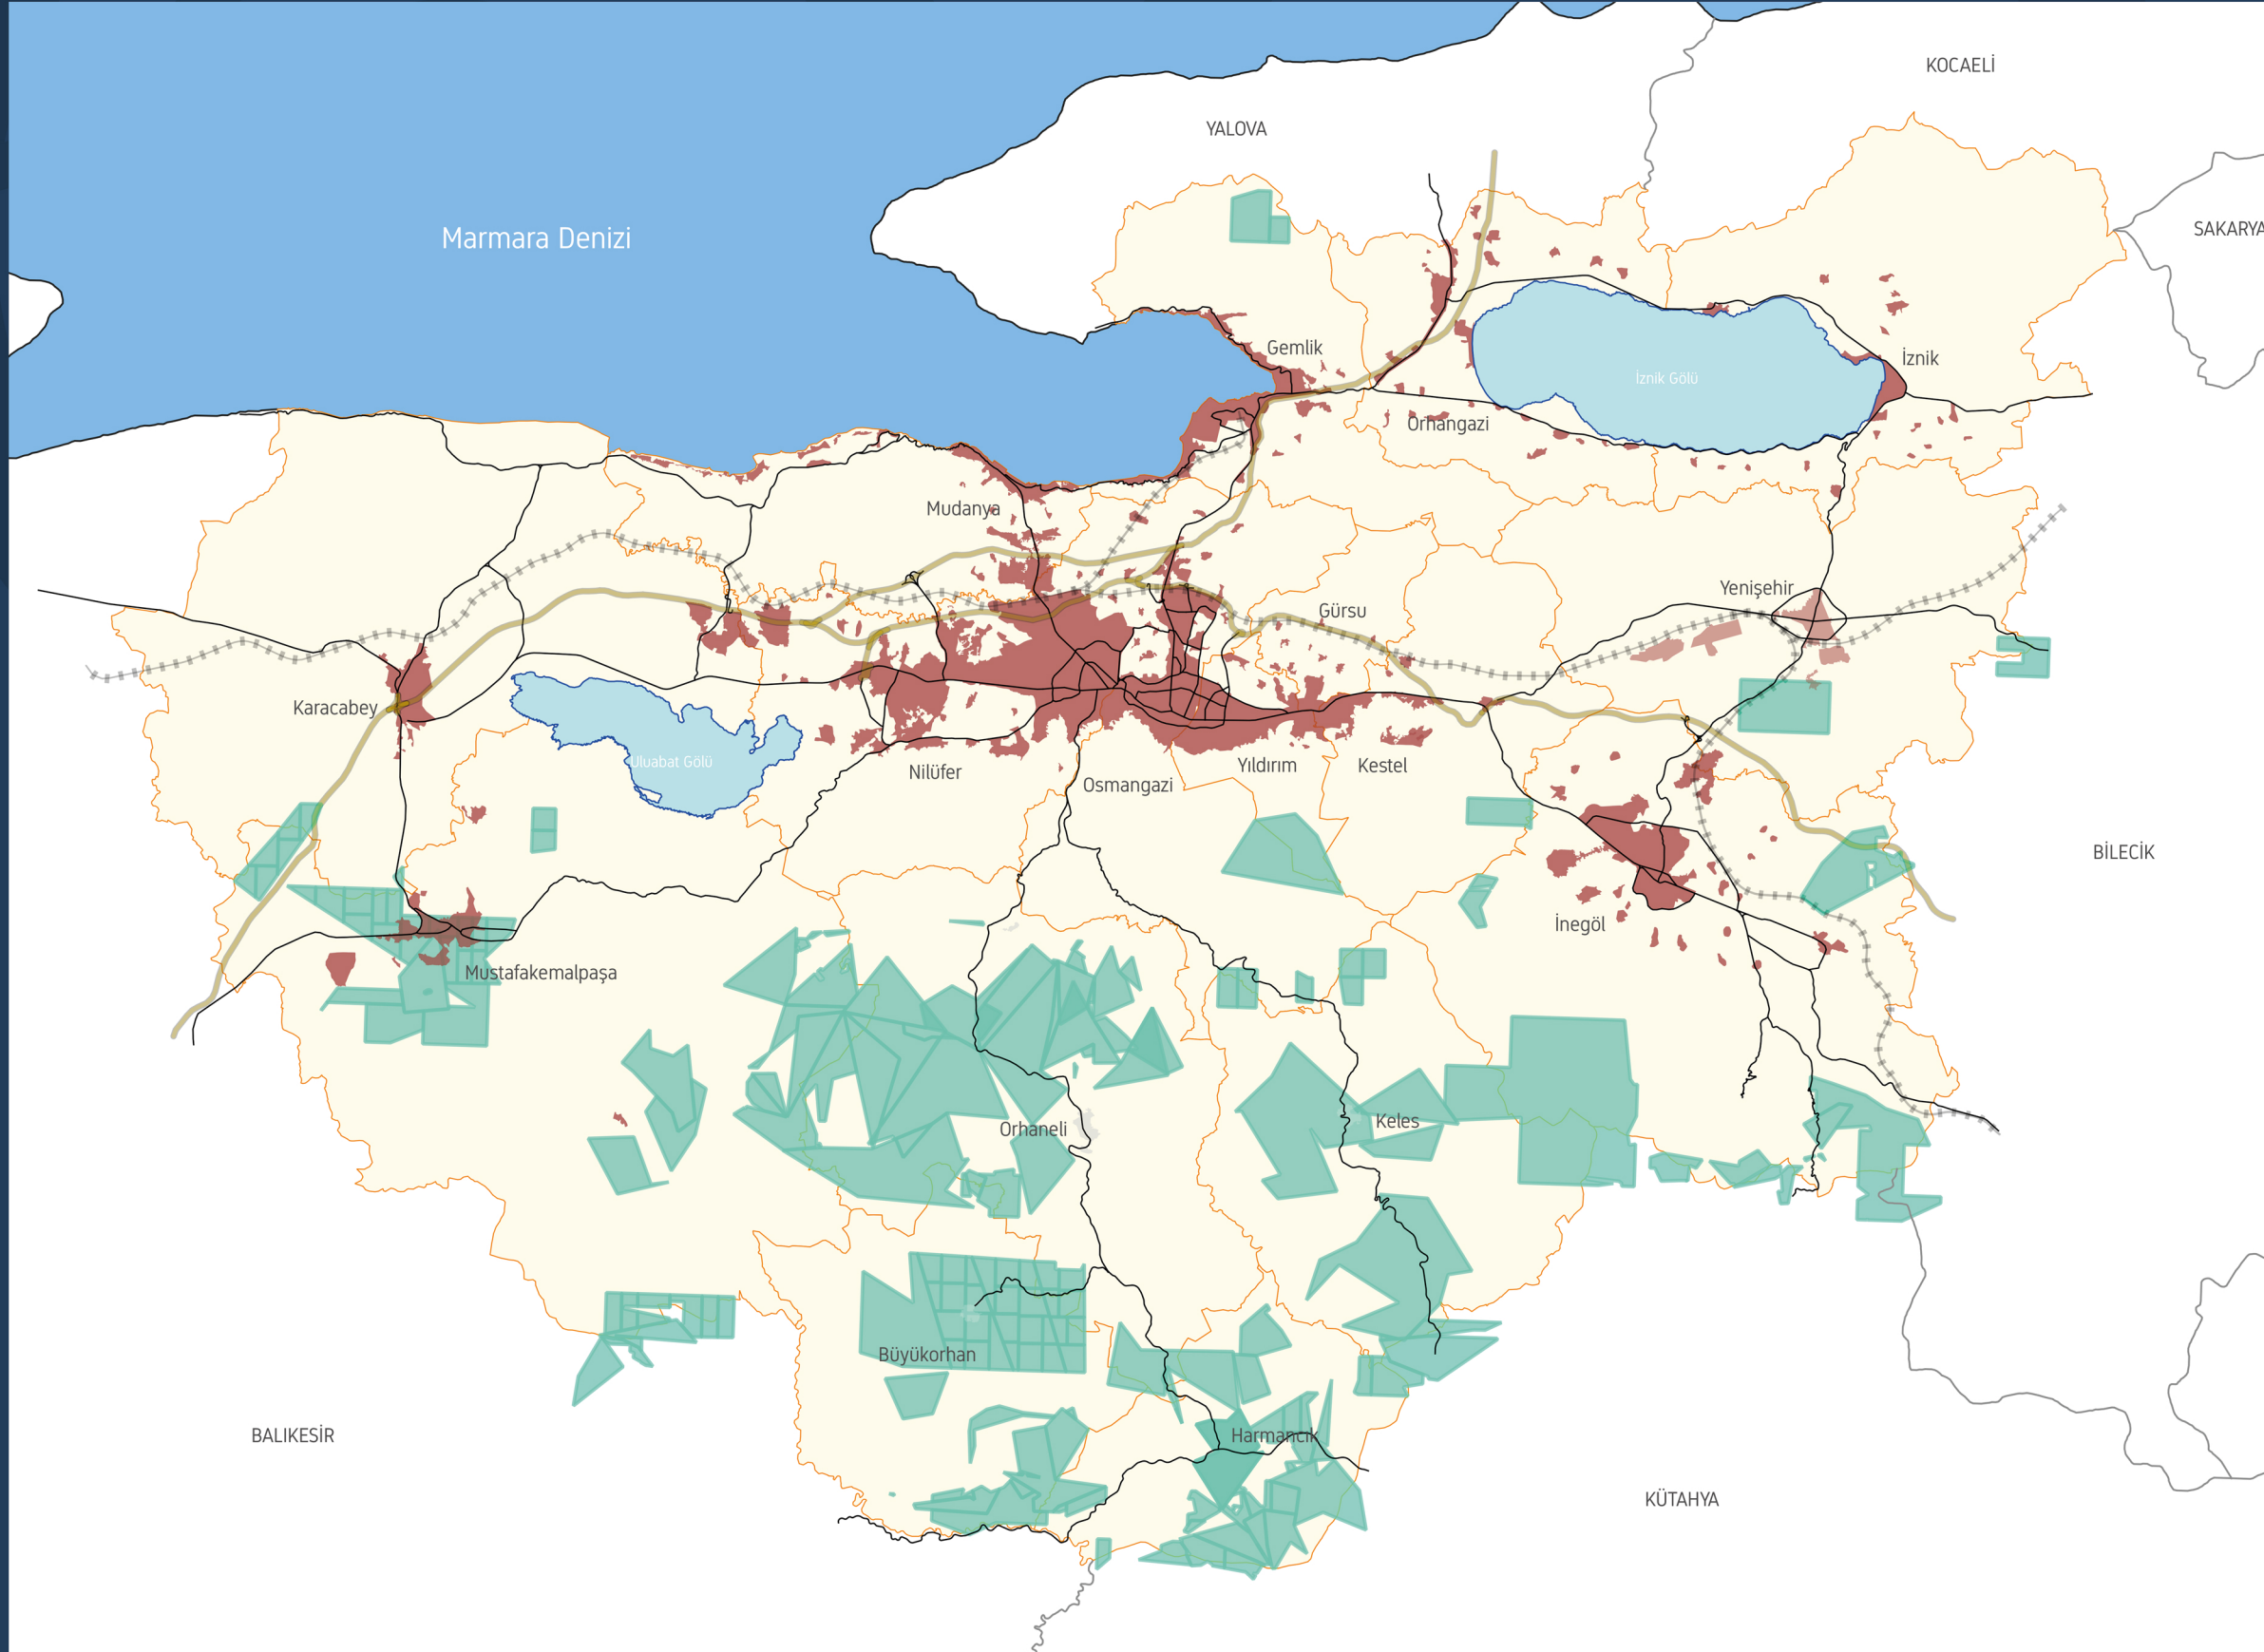 KOCAELİ
YALOVA
SAKARYA
Marmara Denizi
Gemlik
İznik
İznik Gölü
Orhangazi
Mudanya
Yenişehir
Gürsu
Karacabey
Uluabat Gölü
Nilüfer
Yıldırım
Kestel
Osmangazi
BİLECİK
İnegöl
Mustafakemalpaşa
Keles
Orhaneli
Büyükorhan
BALIKESİR
Harmancık
KÜTAHYA